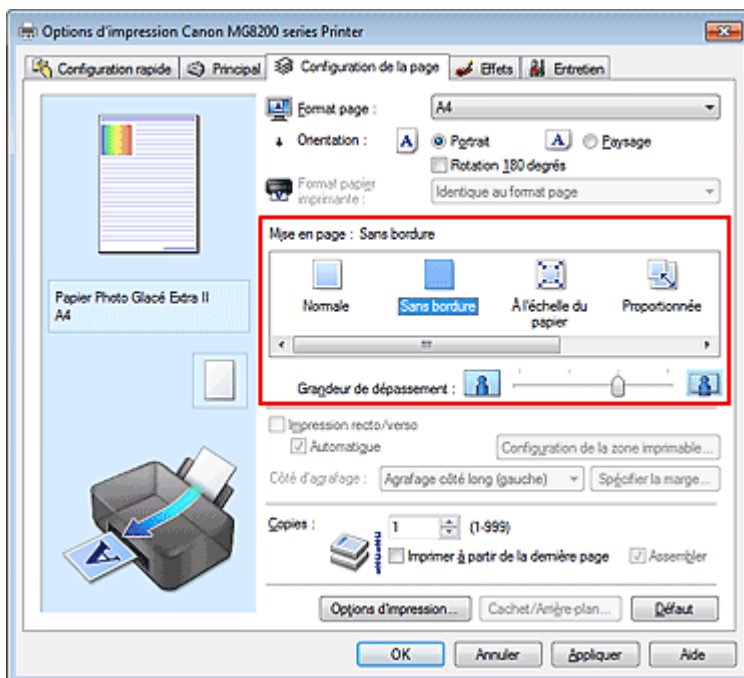 Options d'impression Canon MG8200 series Printer
Configuration rapide Principal Configuration de la page Effets Entretien
Format page : A4
Orientation : A Portrait A Paysage
Rotation 180 degrés
Format papier imprimante : Identique au format page
Mise en page : Sans bordure
Papier Photo Glacé Extra II
A4
Normale Sans bordure À l'échelle du papier Proportionnée
Grandeur de dépassement :
Impression recto/verso
Automatique Configuration de la zone imprimable...
Côté d'agrafage : Agrafage côté long (gauche) Spécifier la marge...
Copies : 1 (1-999)
Imprimer à partir de la dernière page Assembler
Options d'impression... Cachet/Arrière-plan... Défaut
OK Annuler Appliquer Aide